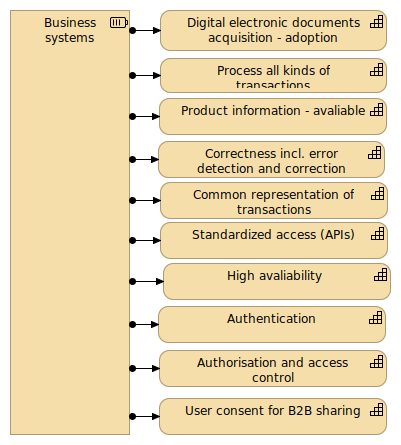 Business
systems
Digital electronic documents
acquisition - adoption
Process all kinds of
transactions
Product information - avaliable
Correctness incl. error
detection and correction
Common representation of
transactions
Standardized access (APIs)
High avaliability
Authentication
Authorisation and access
control
User consent for B2B sharing